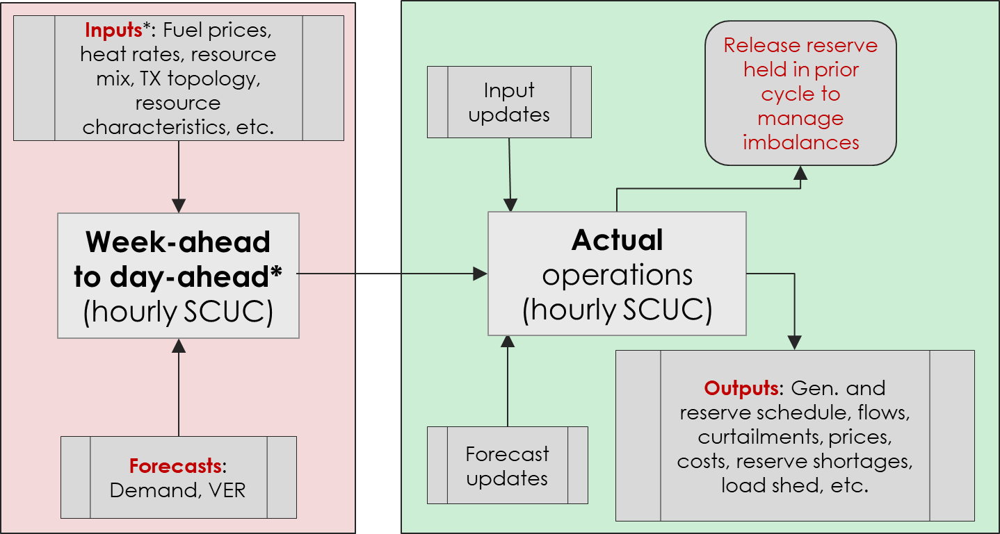 Inputs*: Fuel prices,
heat rates, resource
mix, TX topology,
resource
characteristics, etc.
Week-ahead
to day-ahead*
(hourly SCUC)
Forecasts:
Demand, VER
Input
updates
Release reserve
held in prior
cycle to
manage
imbalances
Actual
operations
(hourly SCUC)
Forecast
updates
Outputs: Gen. and
reserve schedule, flows,
curtailments, prices,
costs, reserve shortages,
load shed, etc.